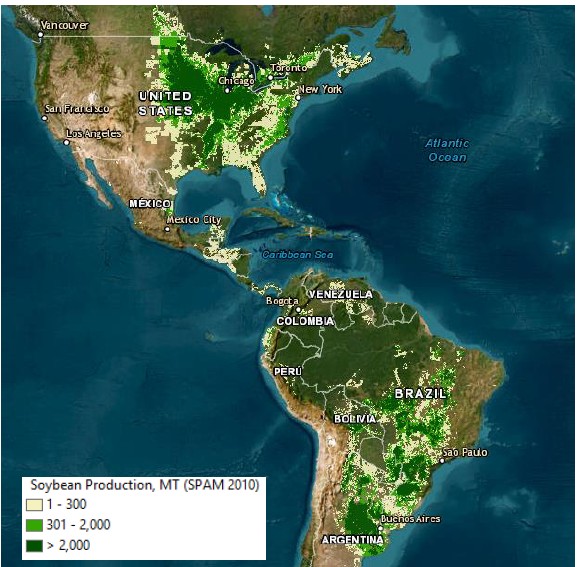 Vancouver
Toronto
Chicago
New York
UNITED
STATES
San Francisco
Los Angeles
Atlantic
Ocean
MÉXICO
Mexico City
Caribbean Sea
VENEZUELA
Bogota
COLOMBIA
PERU
BRAZIL
BOLIVIA
Sao Paulo
Soybean Production, MT (SPAM 2010)
1 - 300
301 - 2,000
> 2,000
Buenos Aires
ARGENTINA